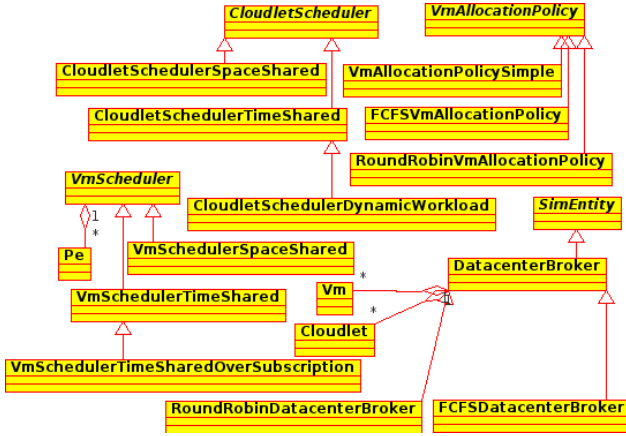 CloudletScheduler
VmAllocationPolicy
CloudletSchedulerSpaceShared
VmAllocationPolicySimple
CloudletSchedulerTimeShared
FCFSVmAllocationPolicy
RoundRobinVmAllocationPolicy
VmScheduler
CloudletSchedulerDynamicWorkload
SimEntity
1
*
Pe
VmSchedulerSpaceShared
DatacenterBroker
*
Vm
VmSchedulerTimeShared
1
*
Cloudlet
VmSchedulerTimeSharedOverSubscription
RoundRobinDatacenterBroker
FCFSDatacenterBroker